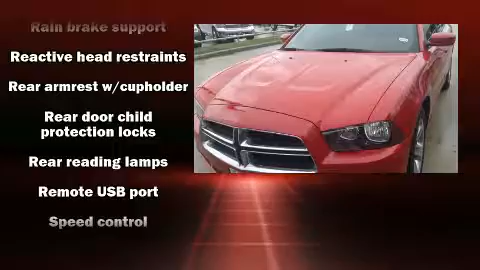 Rain brake support
Reactive head restraints
Rear armrest w/cupholder
Rear door child
protection locks
Rear reading lamps
Remote USB port
Speed control